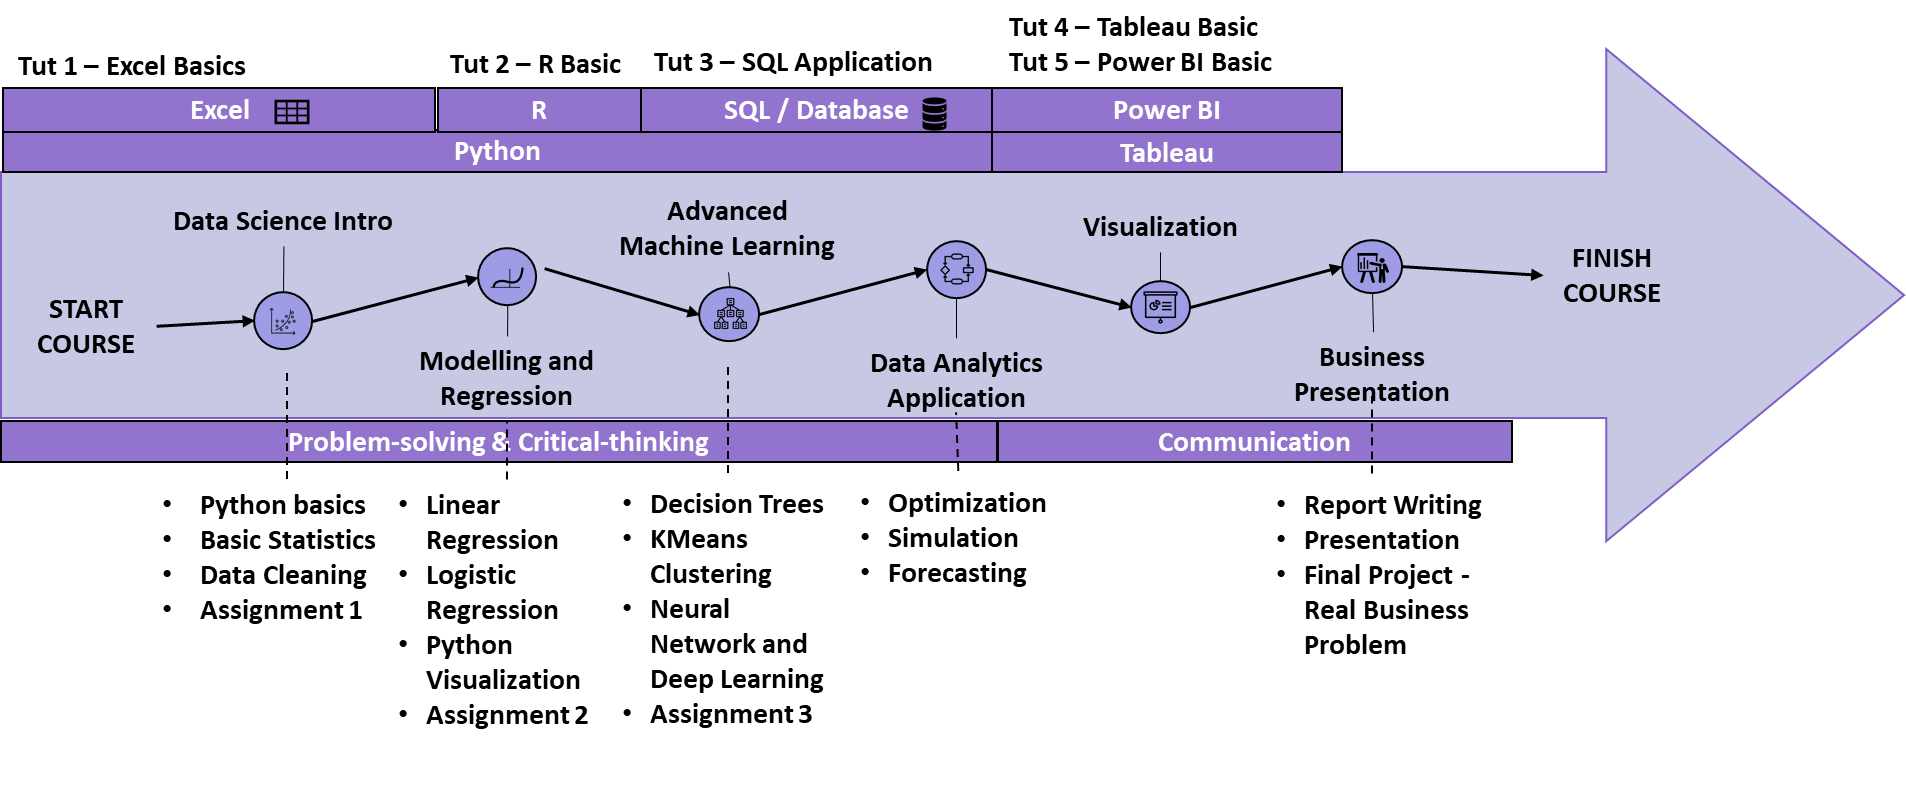 Tut 4 – Tableau Basic
Tut 1 – Excel Basics
Tut 2 – R Basic
Tut 3 – SQL Application
Tut 5 – Power BI Basic
Excel
R
SQL / Database
Power BI
Python
Tableau
Data Science Intro
Advanced
Machine Learning
Visualization
FINISH
COURSE
START
COURSE
Modelling and
Regression
Data Analytics
Application
Business
Presentation
Problem-solving & Critical-thinking
Communication
• Python basics
• Basic Statistics
• Data Cleaning
• Assignment 1
• Linear
Regression
• Logistic
Regression
• Python
Visualization
• Assignment 2
• Decision Trees
• KMeans
Clustering
• Neural
Network and
Deep Learning
• Assignment 3
• Optimization
• Simulation
• Forecasting
• Report Writing
• Presentation
• Final Project -
Real Business
Problem